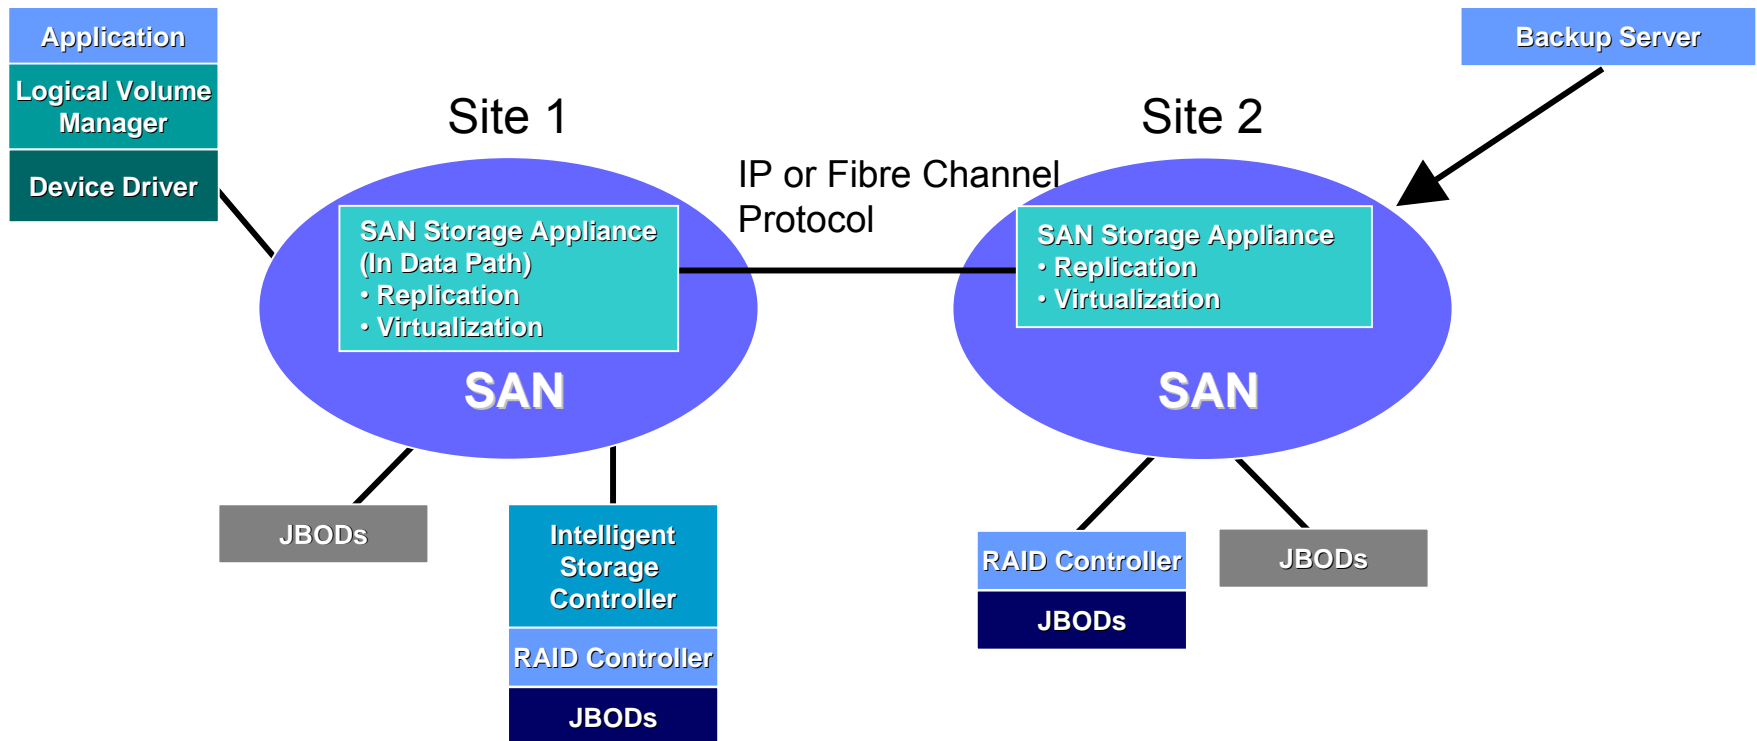 Application
Logical Volume
Manager
Device Driver
Backup Server
Site 1
Site 2
IP or Fibre Channel
Protocol
SAN Storage Appliance
(In Data Path)
• Replication
• Virtualization
SAN
SAN Storage Appliance
• Replication
• Virtualization
SAN
JBODs
Intelligent
Storage
Controller
RAID Controller
JBODs
RAID Controller
JBODs
JBODs